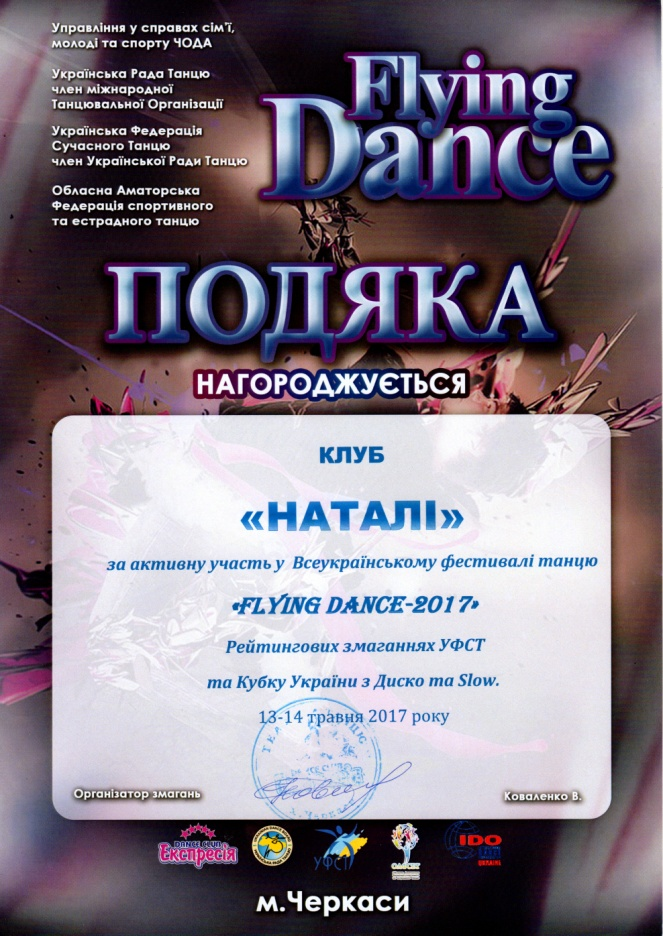 Управління у справах сім'ї,
молоді та спорту ЧОДА
Українська Рада Танцю
член міжнародної
Танцювальної Організації
Українська Федерація
Сучасного Танцю
член Української Ради Танцю
Обласна Аматорська
Федерація спортивного
та естрадного танцю
Flying
Dance
ПОДЯКА
НАГОРОДЖУЄТЬСЯ
КЛУБ
«НАТАЛІ»
за активну участь у Всеукраїнському фестивалі танцю
«FLYING DANCE-2017»
Рейтингових змаганнях УФСТ
та Кубку України з Диско та Slow.
13-14 травня 2017 року
Організатор змагань
Коваленко В.
DANCE CLUB
Експресія
УФСТ
IDO
UKRAINE
м.Черкаси